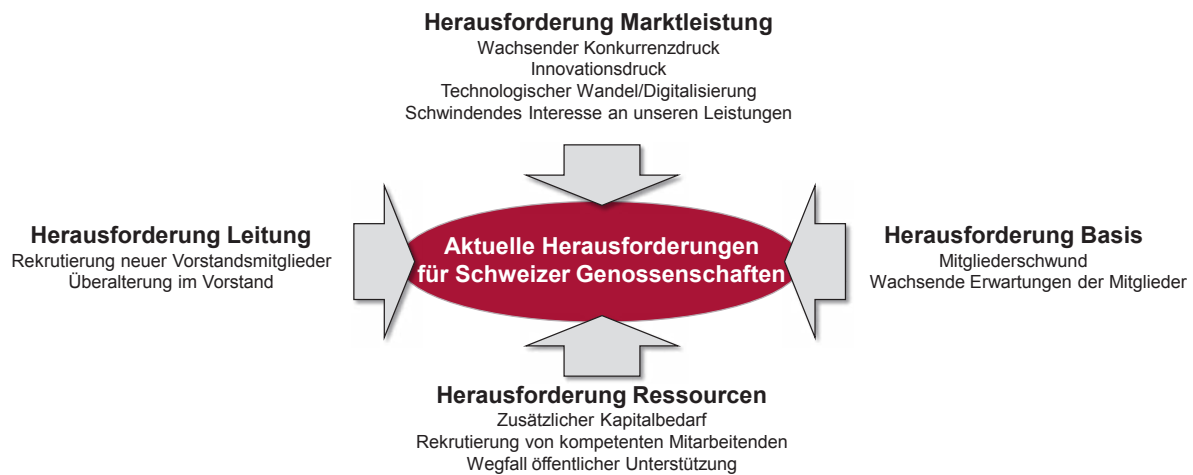 Herausforderung Marktleistung
Wachsender Konkurrenzdruck
Innovationsdruck
Technologischer Wandel/Digitalisierung
Schwindendes Interesse an unseren Leistungen
Herausforderung Leitung
Rekrutierung neuer Vorstandsmitglieder
Überalterung im Vorstand
Aktuelle Herausforderungen
für Schweizer Genossenschaften
Herausforderung Basis
Mitgliederschwund
Wachsende Erwartungen der Mitglieder
Herausforderung Ressourcen
Zusätzlicher Kapitalbedarf
Rekrutierung von kompetenten Mitarbeitenden
Wegfall öffentlicher Unterstützung